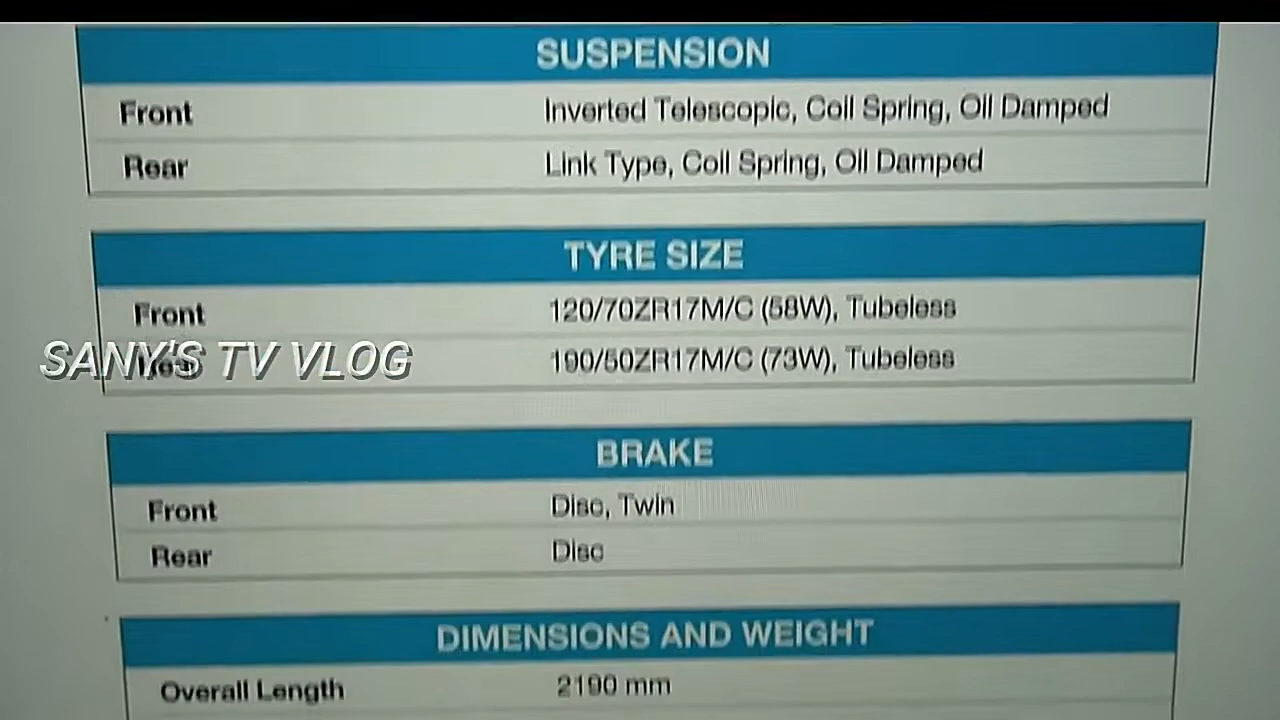 SUSPENSION
Front Inverted Telescopic, Coil Spring, Oil Damped
Rear Link Type, Coil Spring, Oil Damped
TYRE SIZE
Front 120/70ZR17M/C (58W), Tubeless
SANY'S TV VLOG
Rear 190/50ZR17M/C (73W), Tubeless
BRAKE
Front Disc, Twin
Rear Disc
DIMENSIONS AND WEIGHT
Overall Length 2190 mm